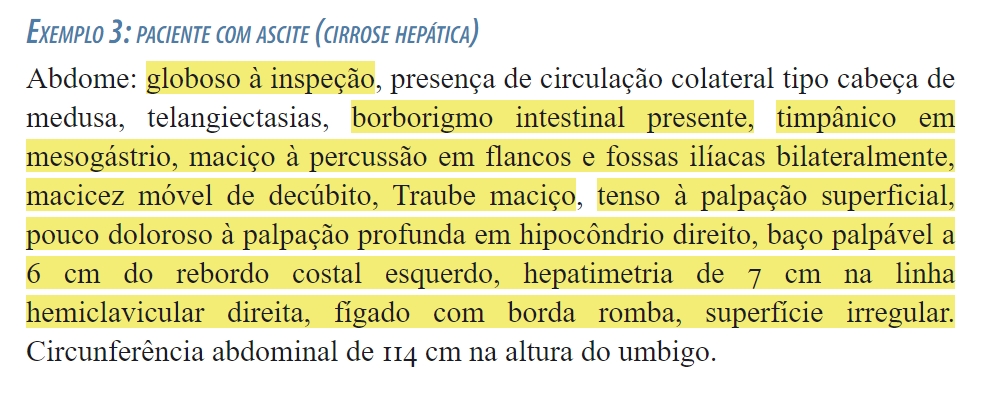 EXEMPLO 3: PACIENTE COM ASCITE (CIRROSE HEPÁTICA)
Abdome: globoso à inspeção, presença de circulação colateral tipo cabeça de
medusa, telangiectasias, borborigmo intestinal presente, timpânico em
mesogástrio, maciço à percussão em flancos e fossas ilíacas bilateralmente,
macicez móvel de decúbito, Traube maciço, tenso à palpação superficial,
pouco doloroso à palpação profunda em hipocôndrio direito, baço palpável a
6 cm do rebordo costal esquerdo, hepatimetria de 7 cm na linha
hemiclavicular direita, fígado com borda romba, superfície irregular.
Circunferência abdominal de 114 cm na altura do umbigo.